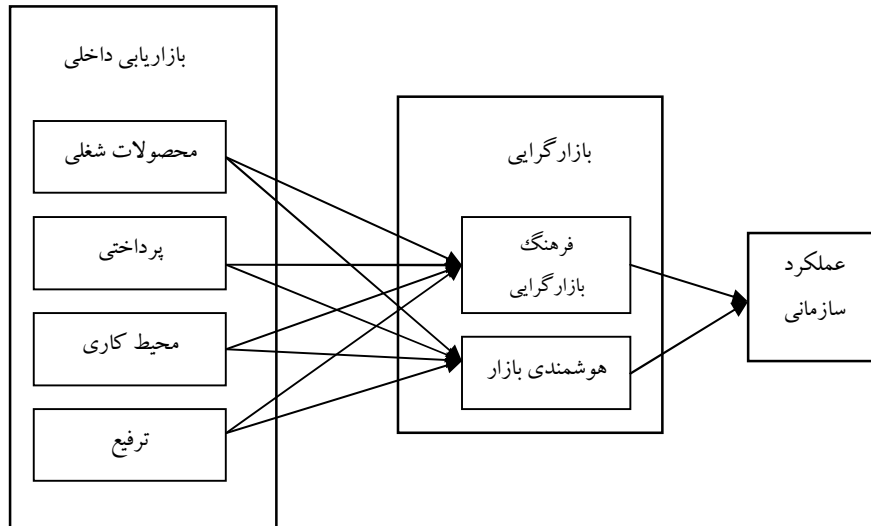 بازاریابی داخلی
محصولات شغلی
پرداختی
محیط کاری
ترفیع
بازارگرایی
فرهنگ
بازارگرایی
هوشمندی بازار
عملکرد
سازمانی